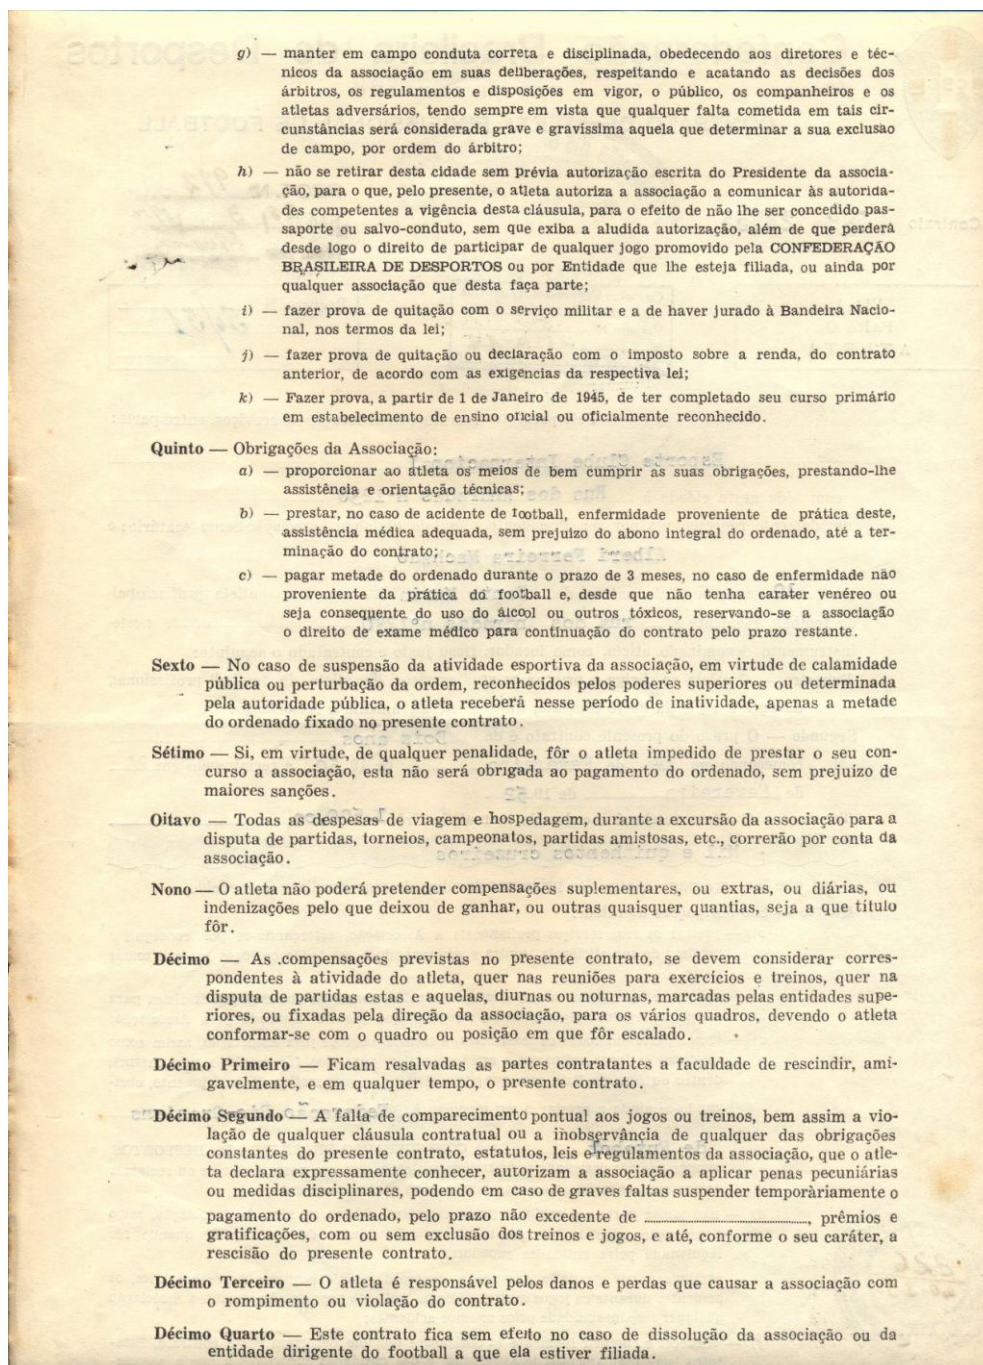 g) — manter em campo conduta correta e disciplinada, obedecendo aos diretores e téc-
nicos da associação em suas deliberações, respeitando e acatando as decisões dos
árbitros, os regulamentos e disposições em vigor, o público, os companheiros e os
atletas adversários, tendo sempre em vista que qualquer falta cometida em tais cir-
cunstâncias será considerada grave e gravíssima aquela que determinar a sua exclusão
de campo, por ordem do árbitro;
h) — não se retirar desta cidade sem prévia autorização escrita do Presidente da associa-
ção, para o que, pelo presente, o atleta autoriza a associação a comunicar às autorida-
des competentes a vigência desta cláusula, para o efeito de não lhe ser concedido pas-
saporte ou salvo-conduto, sem que exiba a aludida autorização, além de que perderá
desde logo o direito de participar de qualquer jogo promovido pela CONFEDERAÇÃO
BRASILEIRA DE DESPORTOS ou por Entidade que lhe esteja filiada, ou ainda por
qualquer associação que desta faça parte;
i) — fazer prova de quitação com o serviço militar e a de haver jurado à Bandeira Nacio-
nal, nos termos da lei;
j) — fazer prova de quitação ou declaração com o imposto sobre a renda, do contrato
anterior, de acordo com as exigências da respectiva lei;
k) — Fazer prova, a partir de 1 de Janeiro de 1945, de ter completado seu curso primário
em estabelecimento de ensino oficial ou oficialmente reconhecido.
Quinto — Obrigações da Associação:
a) — proporcionar ao atleta os meios de bem cumprir as suas obrigações, prestando-lhe
assistência e orientação técnicas;
b) — prestar, no caso de acidente de football, enfermidade proveniente de prática deste,
assistência médica adequada, sem prejuizo do abono integral do ordenado, até a ter-
minação do contrato;
c) — pagar metade do ordenado durante o prazo de 3 meses, no caso de enfermidade não
proveniente da prática do football e, desde que não tenha carater venéreo ou
seja consequente do uso do álcool ou outros tóxicos, reservando-se a associação
o direito de exame médico para continuação do contrato pelo prazo restante.
Sexto — No caso de suspensão da atividade esportiva da associação, em virtude de calamidade
pública ou perturbação da ordem, reconhecidos pelos poderes superiores ou determinada
pela autoridade pública, o atleta receberá nesse período de inatividade, apenas a metade
do ordenado fixado no presente contrato.
Sétimo — Si, em virtude, de qualquer penalidade, fôr o atleta impedido de prestar o seu con-
curso a associação, esta não será obrigada ao pagamento do ordenado, sem prejuizo de
maiores sanções.
Oitavo — Todas as despesas de viagem e hospedagem, durante a excursão da associação para a
disputa de partidas, torneios, campeonatos, partidas amistosas, etc., correrão por conta da
associação.
Nono — O atleta não poderá pretender compensações suplementares, ou extras, ou diárias, ou
indenizações pelo que deixou de ganhar, ou outras quaisquer quantias, seja a que título
fôr.
Décimo — As .compensações previstas no presente contrato, se devem considerar corres-
pondentes à atividade do atleta, quer nas reuniões para exercícios e treinos, quer na
disputa de partidas estas e aquelas, diurnas ou noturnas, marcadas pelas entidades supe-
riores, ou fixadas pela direção da associação, para os vários quadros, devendo o atleta
conformar-se com o quadro ou posição em que fôr escalado.
Décimo Primeiro — Ficam resalvadas as partes contratantes a faculdade de rescindir, ami-
gavelmente, e em qualquer tempo, o presente contrato.
Décimo Segundo — A falta de comparecimento pontual aos jogos ou treinos, bem assim a vio-
lação de qualquer cláusula contratual ou a inobservância de qualquer das obrigações
constantes do presente contrato, estatutos, leis e regulamentos da associação, que o atle-
ta declara expressamente conhecer, autorizam a associação a aplicar penas pecuniárias
ou medidas disciplinares, podendo em caso de graves faltas suspender temporàriamente o
pagamento do ordenado, pelo prazo não excedente de ........................................, prêmios e
gratificações, com ou sem exclusão dos treinos e jogos, e até, conforme o seu caráter, a
rescisão do presente contrato.
Décimo Terceiro — O atleta é responsável pelos danos e perdas que causar a associação com
o rompimento ou violação do contrato.
Décimo Quarto — Este contrato fica sem efeito no caso de dissolução da associação ou da
entidade dirigente do football a que ela estiver filiada.